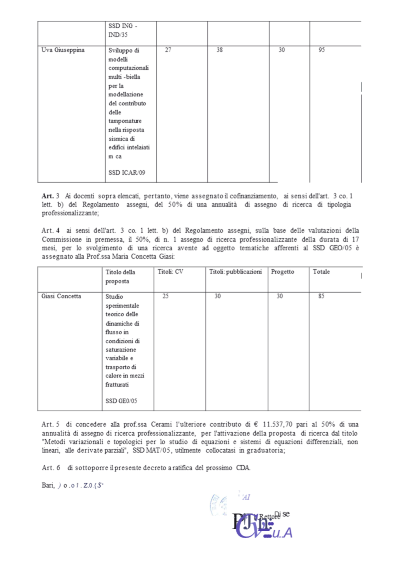 SSD ING -
IND/35
Uva Giuseppina
Sviluppo di
modelli
computazionali
multi -biella
per la
modellazione
del contributo
delle
tamponature
nella risposta
sismica di
edifici intelaiati
in ca
SSD ICAR/09
27
38
30
95
Art. 3 Ai docenti sopra elencati, pertanto, viene assegnato il cofinanziamento, ai sensi dell'art. 3 co. 1
lett. b) del Regolamento assegni, del 50% di una annualità di assegno di ricerca di tipologia
professionalizzante;
Art. 4 ai sensi dell'art. 3 co. 1 lett. b) del Regolamento assegni, sulla base delle valutazioni della
Commissione in premessa, il 50%, di n. 1 assegno di ricerca professionalizzante della durata di 17
mesi, per lo svolgimento di una ricerca avente ad oggetto tematiche afferenti al SSD GEO/05 è
assegnato alla Prof.ssa Maria Concetta Giasi:
Titolo della
proposta
Titoli: CV
Titoli: pubblicazioni
Progetto
Totale
Giasi Concetta
Studio
sperimentale
teorico delle
dinamiche di
flusso in
condizioni di
saturazione
variabile e
trasporto di
calore in mezzi
fratturati
SSD GE0/05
25
30
30
85
Art. 5 di concedere alla prof.ssa Cerami l'ulteriore contributo di € 11.537,70 pari al 50% di una
annualità di assegno di ricerca professionalizzante, per l'attivazione della proposta di ricerca dal titolo
"Metodi variazionali e topologici per lo studio di equazioni e sistemi di equazioni differenziali, non
lineari, alle derivate parziali", SSD MAT/05, utilmente collocatasi in graduatoria;
Art. 6 di sottoporre il presente decreto a ratifica del prossimo CDA.
Bari,
Rettore